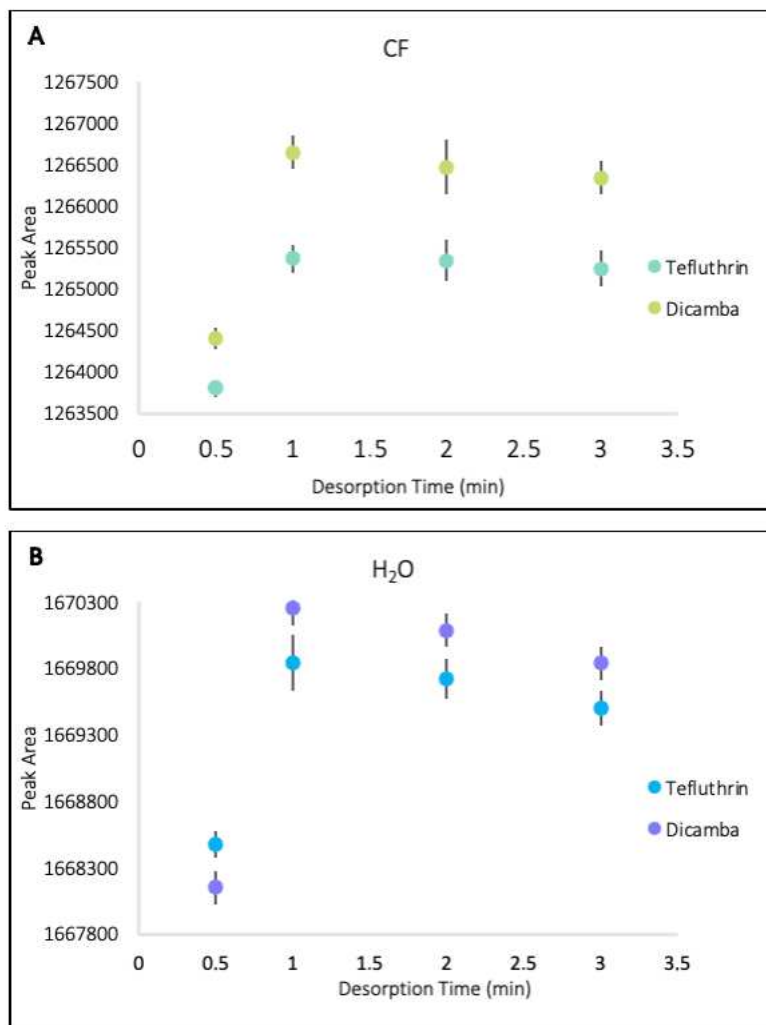 A
CF
1267500
1267000
1266500
1266000
1265500
1265000
1264500
1264000
1263500
Peak Area
0 0.5 1 1.5 2 2.5 3 3.5
Desorption Time (min)
Tefluthrin
Dicamba
B
H₂O
1670300
1669800
1669300
1668800
1668300
1667800
Peak Area
0 0.5 1 1.5 2 2.5 3 3.5
Desorption Time (min)
Tefluthrin
Dicamba